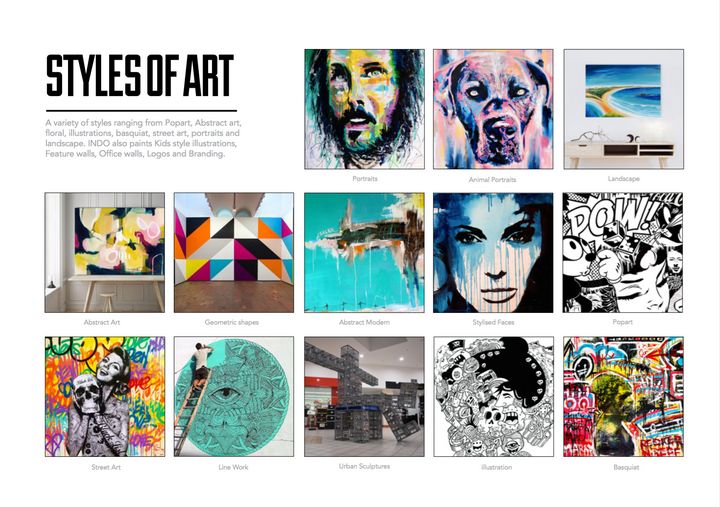 STYLES OF ART
A variety of styles ranging from Popart, Abstract art,
floral, illustrations, basquiat, street art, portraits and
landscape. INDO also paints Kids style illustrations,
Feature walls, Office walls, Logos and Branding.
Portraits
Animal Portraits
Landscape
POW!
Abstract Art
Geometric shapes
Abstract Modern
Stylised Faces
Popart
Street Art
Line Work
Urban Sculptures
illustration
Basquiat